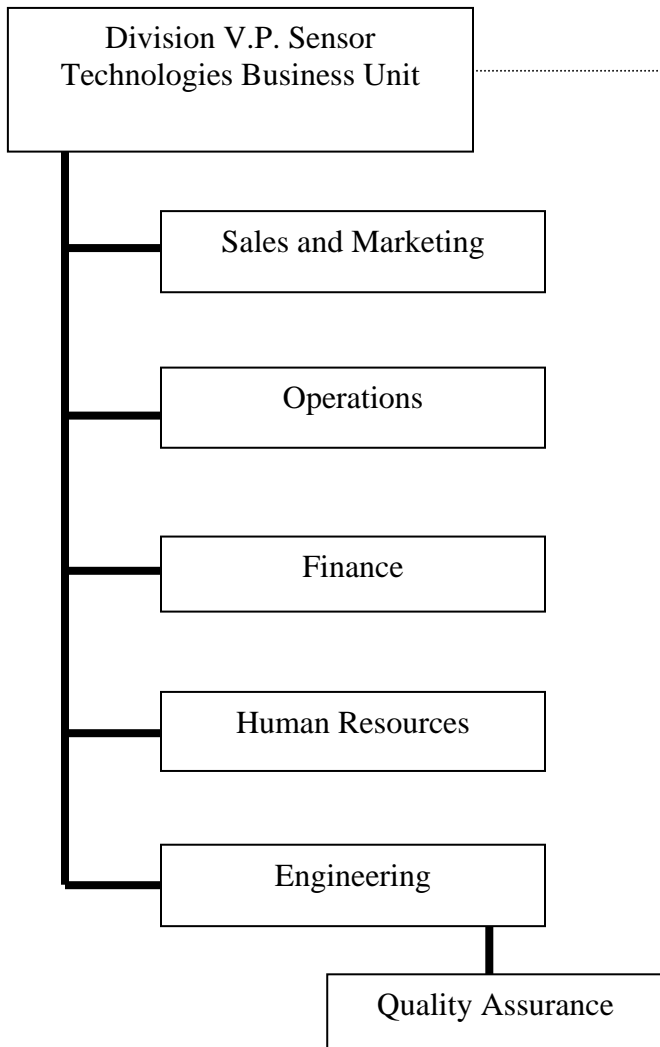 Division V.P. Sensor
Technologies Business Unit
Sales and Marketing
Operations
Finance
Human Resources
Engineering
Quality Assurance